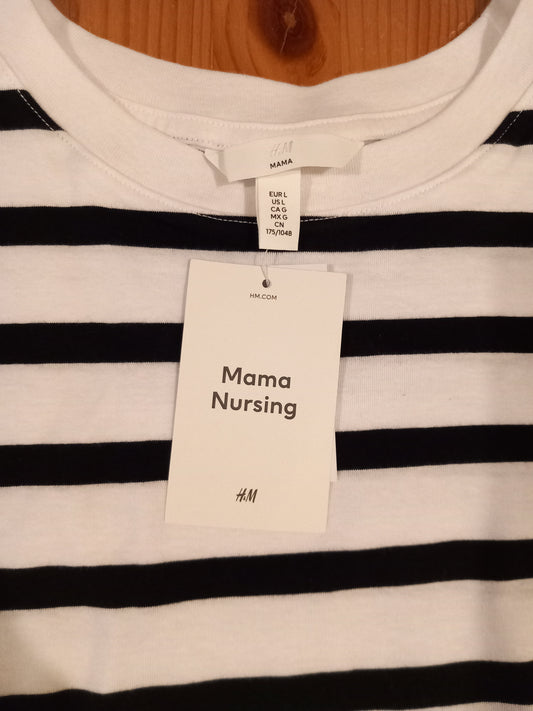 H&M
MAMA
EUR L
US L
CA G
MX G
CN
175/104B
HM.COM
Mama
Nursing
H&M